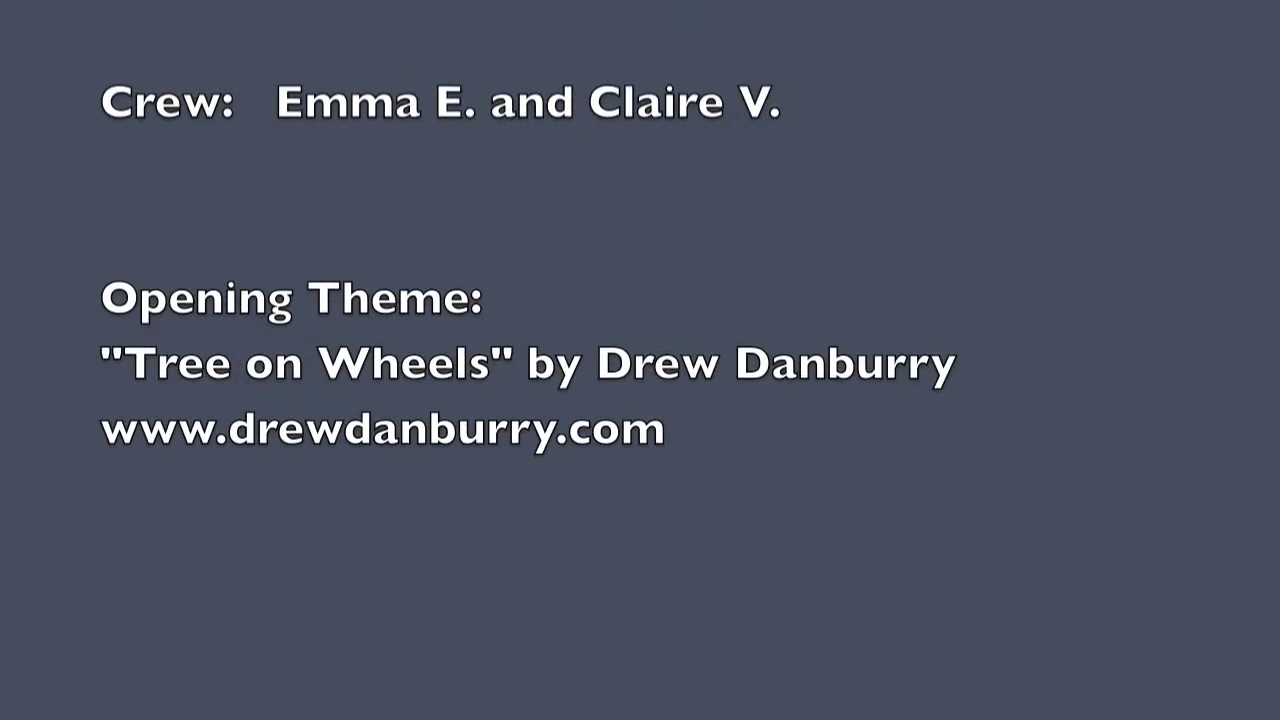 Crew:   Emma E. and Claire V.
Opening Theme:
"Tree on Wheels" by Drew Danburry
www.drewdanburry.com